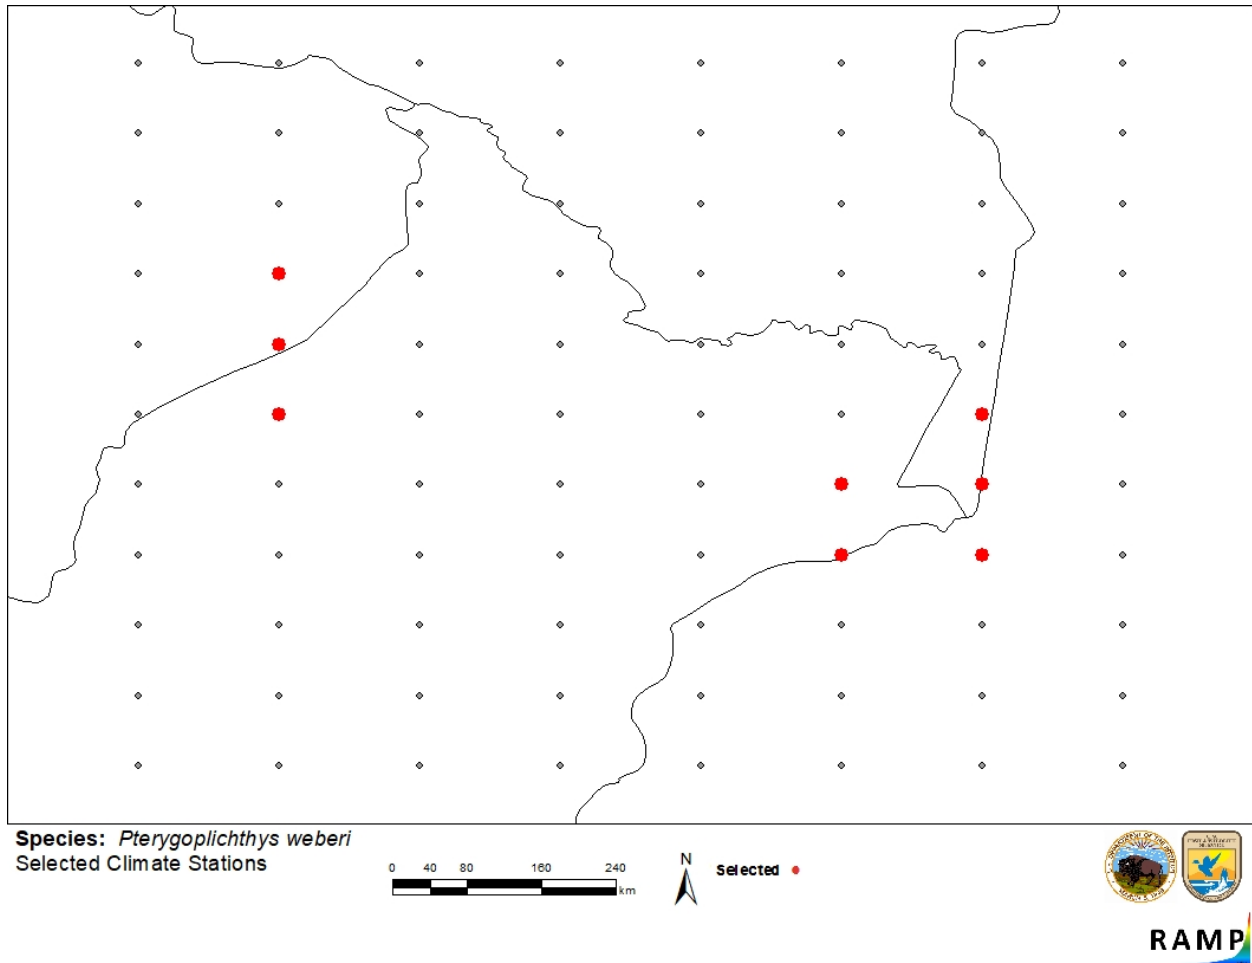 Species: Pterygoplichthys weberi
Selected Climate Stations
0 40 80 160 240
km
N
Selected
RAMP